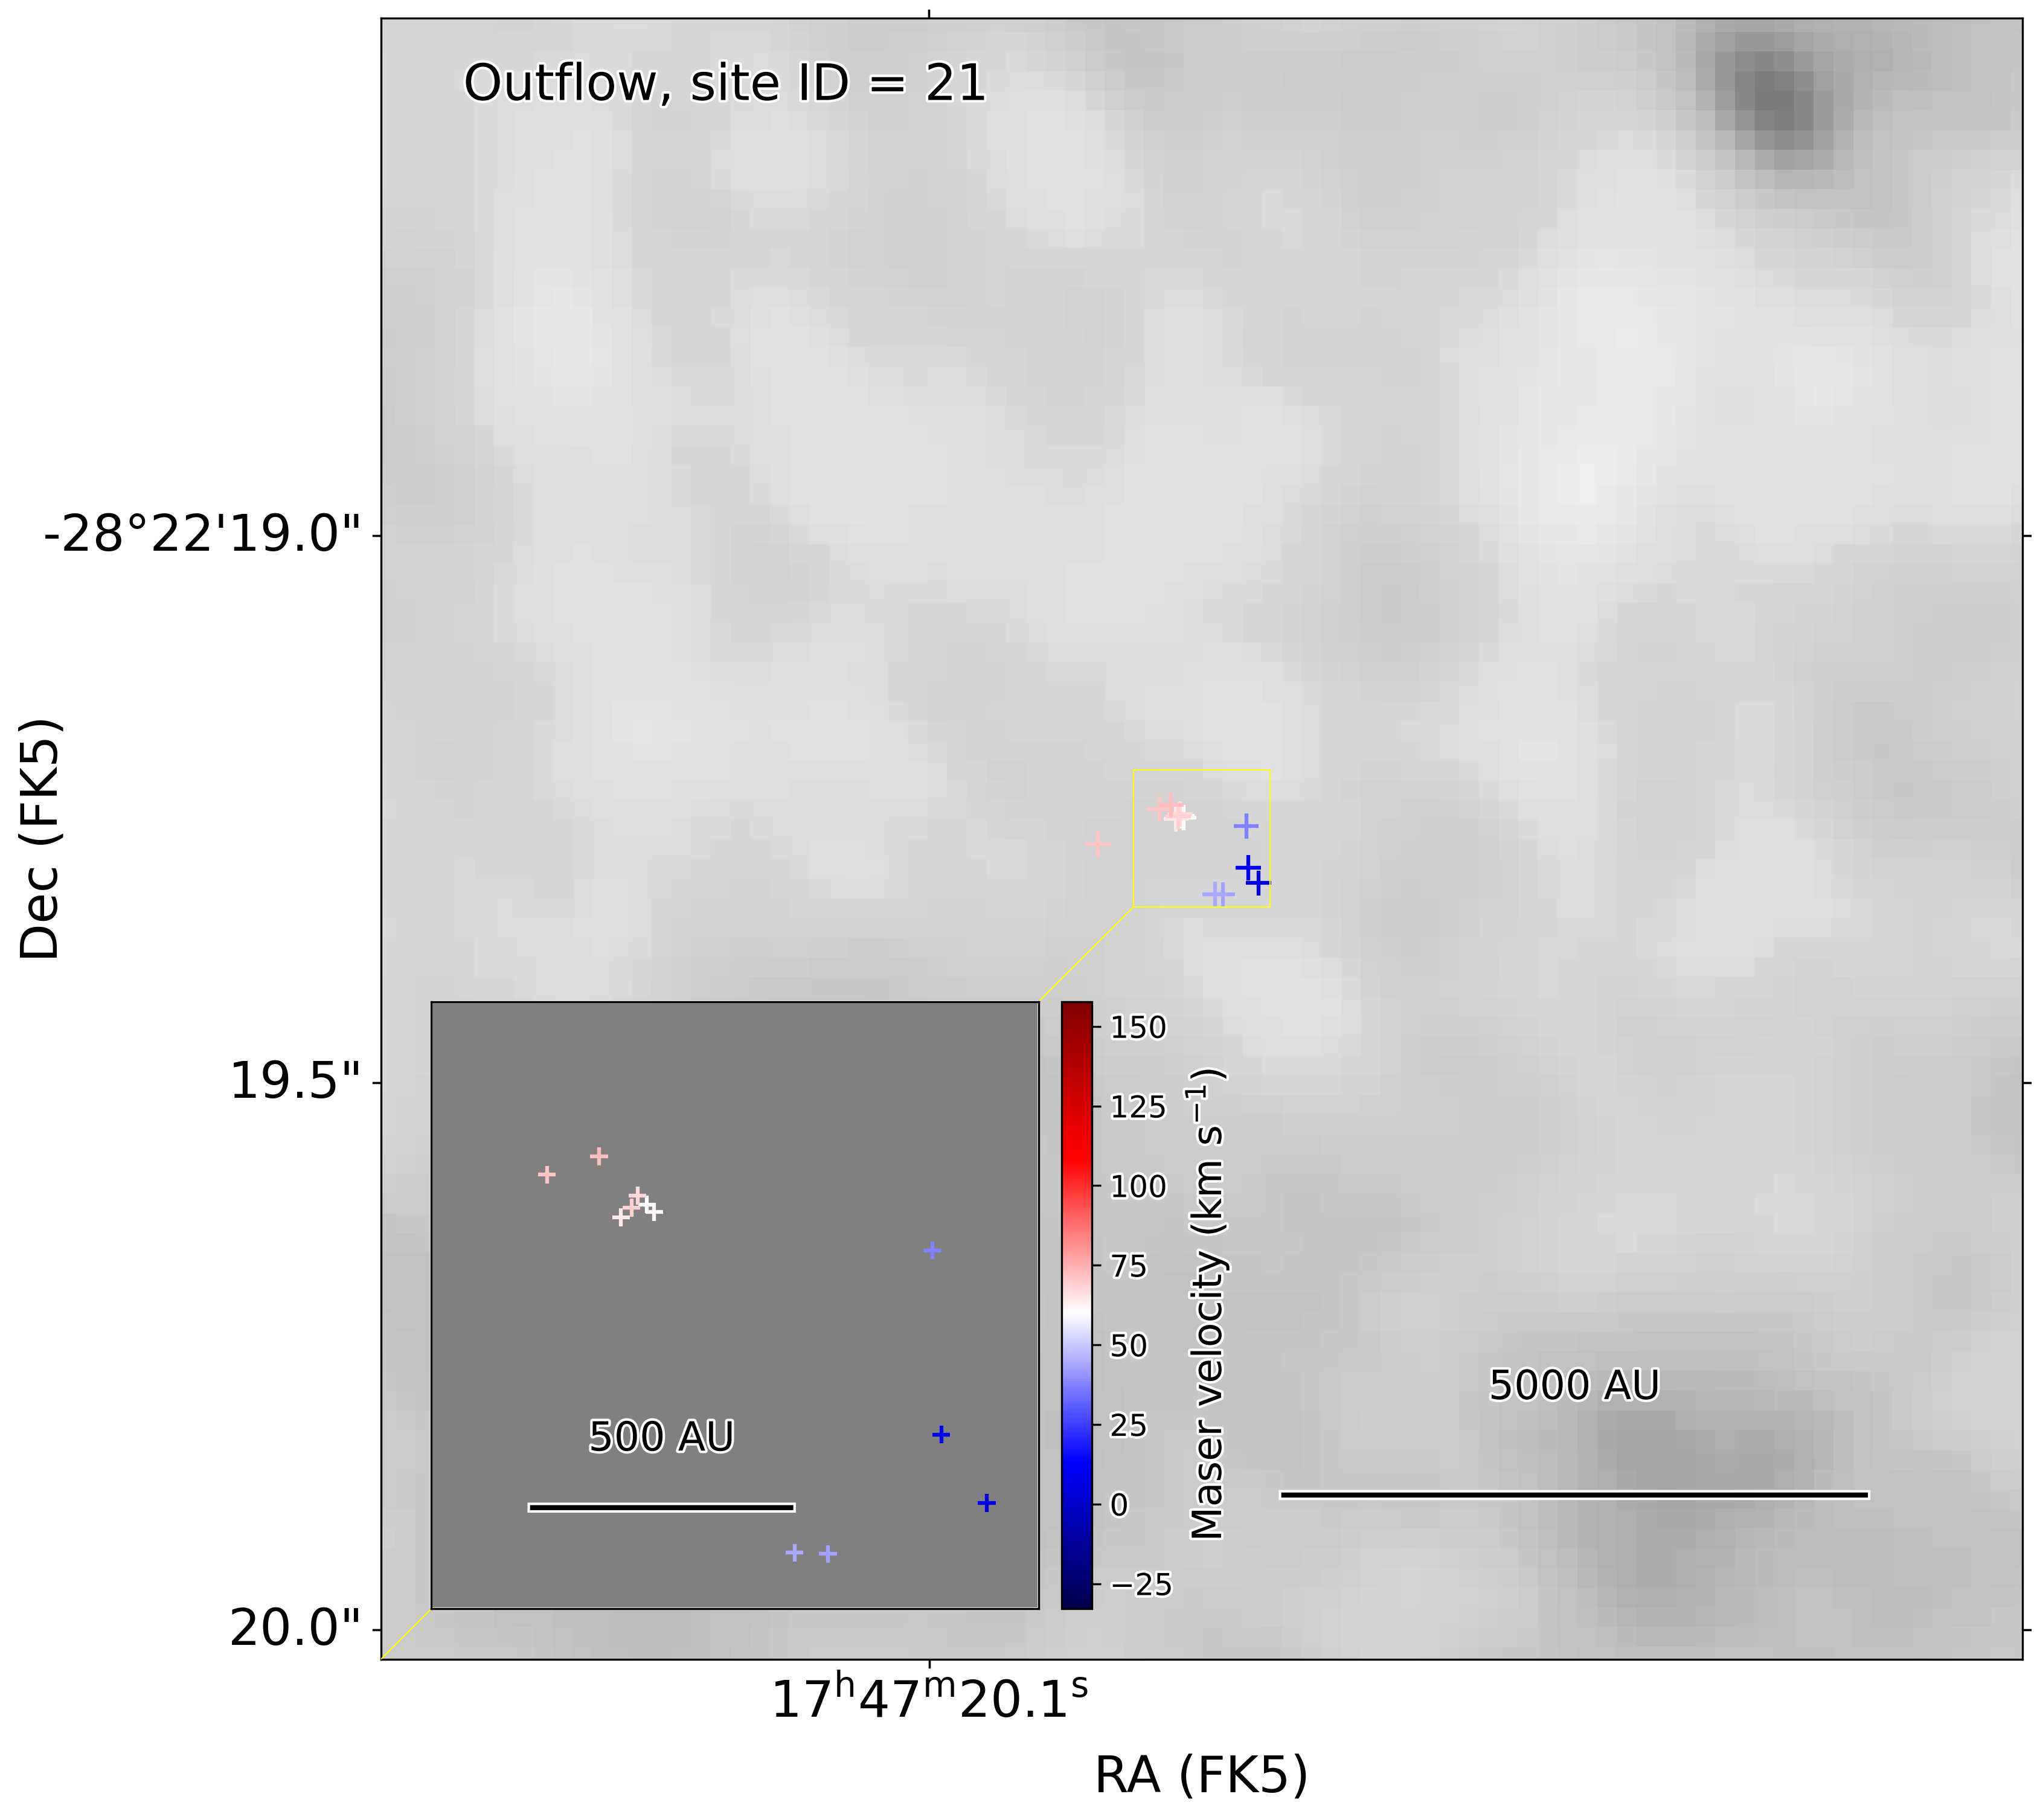 Outflow, site ID = 21
-28°22'19.0"
19.5"
20.0"
Dec (FK5)
500 AU
150
125
100
75
50
25
0
−25
Maser velocity (km s⁻¹)
5000 AU
17ʰ47ᵐ20.1ˢ
RA (FK5)